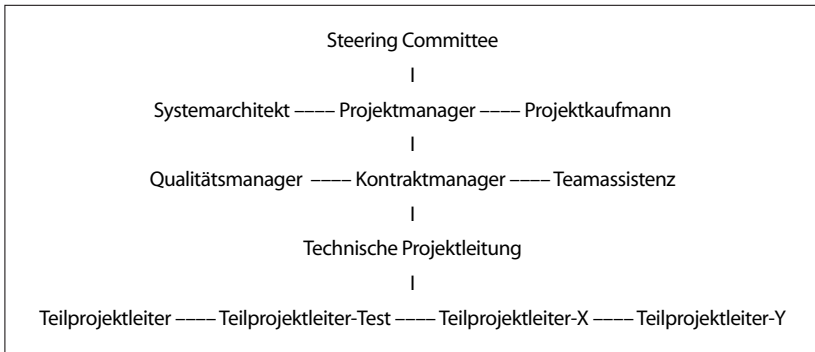 Steering Committee
|
Systemarchitekt –––– Projektmanager –––– Projektkaufmann
|
Qualitätsmanager –––– Kontraktmanager –––– Teamassistenz
|
Technische Projektleitung
|
Teilprojektleiter –––– Teilprojektleiter-Test –––– Teilprojektleiter-X –––– Teilprojektleiter-Y